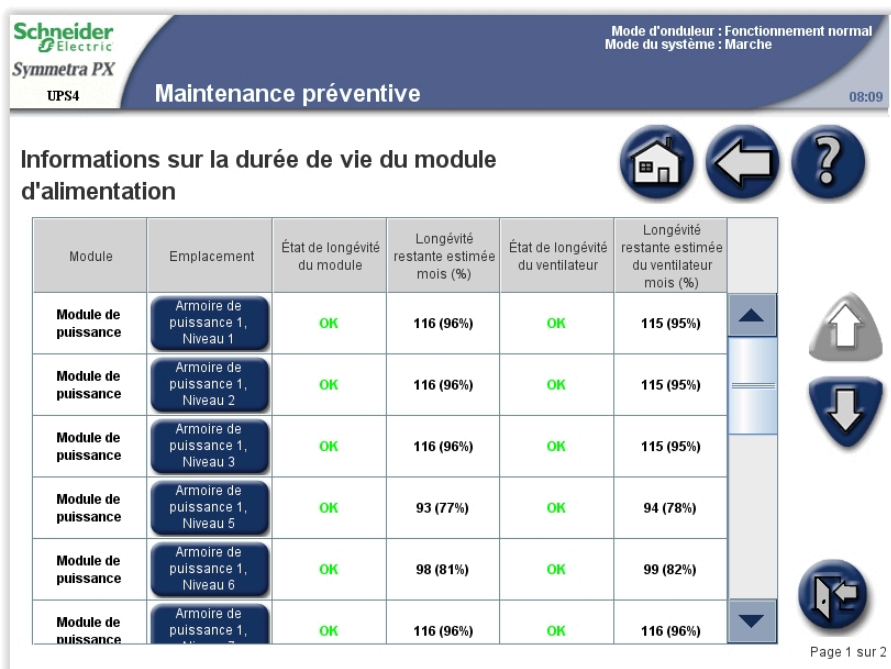 Schneider
Electric
Symmetra PX
UPS4
Maintenance préventive
Mode d'onduleur : Fonctionnement normal
Mode du système : Marche
08:09
Informations sur la durée de vie du module
d'alimentation
?
Module
Emplacement
État de longévité
du module
Longévité
restante estimée
mois (%)
État de longévité
du ventilateur
Longévité
restante estimée
du ventilateur
mois (%)
Module de
puissance
Armoire de
puissance 1,
Niveau 1
OK
116 (96%)
OK
115 (95%)
Module de
puissance
Armoire de
puissance 1,
Niveau 2
OK
116 (96%)
OK
115 (95%)
Module de
puissance
Armoire de
puissance 1,
Niveau 3
OK
116 (96%)
OK
115 (95%)
Module de
puissance
Armoire de
puissance 1,
Niveau 5
OK
93 (77%)
OK
94 (78%)
Module de
puissance
Armoire de
puissance 1,
Niveau 6
OK
98 (81%)
OK
99 (82%)
Module de
puissance
Armoire de
puissance 1,
OK
116 (96%)
OK
116 (96%)
Page 1 sur 2